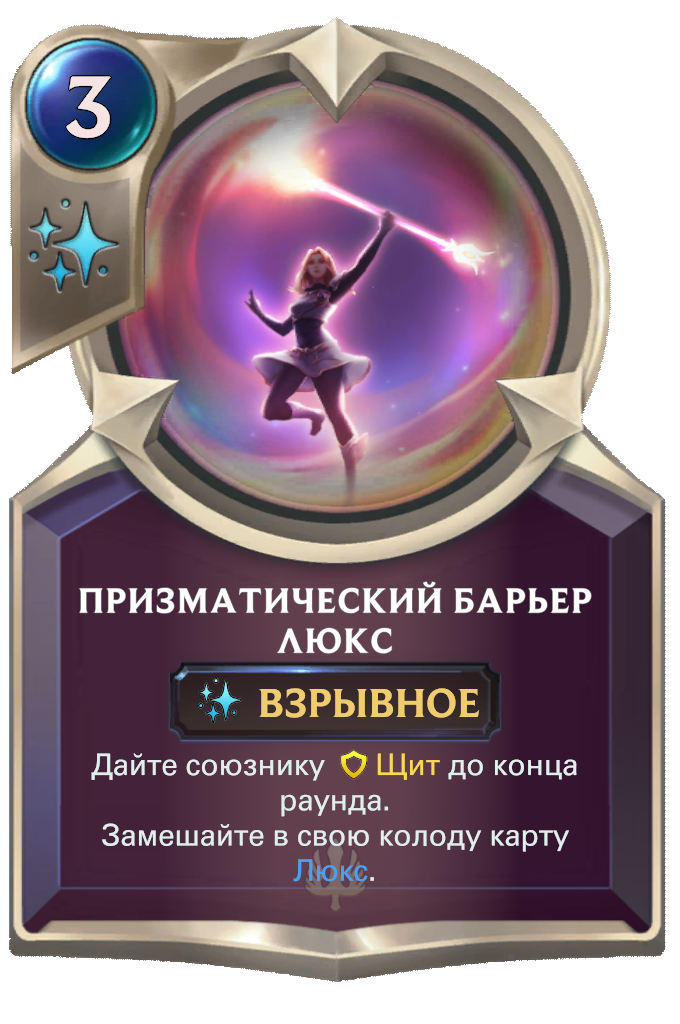 3
ПРИЗМАТИЧЕСКИЙ БАРЬЕР
ЛЮКС
ВЗРЫВНОЕ
Дайте союзнику Щит до конца
раунда.
Замешайте в свою колоду карту
Люкс.